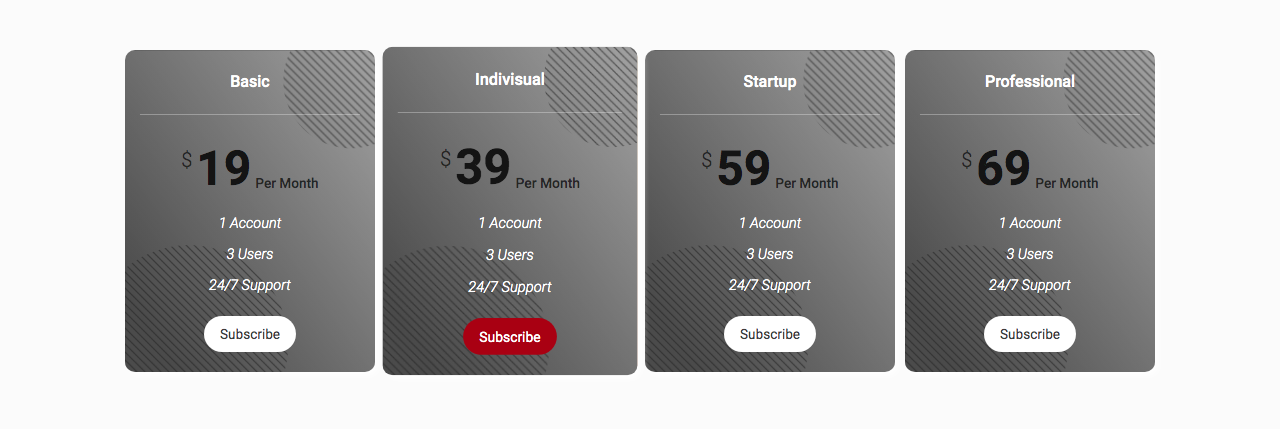 Basic
$ 19 Per Month
1 Account
3 Users
24/7 Support
Subscribe
Indivisual
$ 39 Per Month
1 Account
3 Users
24/7 Support
Subscribe
Startup
$ 59 Per Month
1 Account
3 Users
24/7 Support
Subscribe
Professional
$ 69 Per Month
1 Account
3 Users
24/7 Support
Subscribe